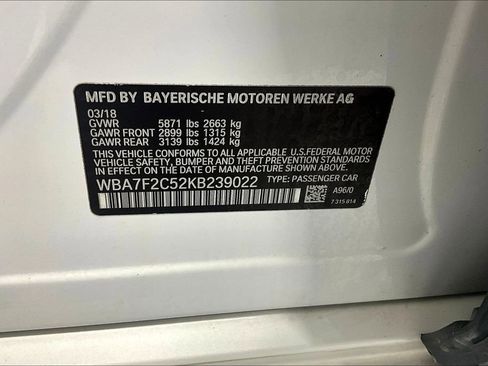 MFD BY BAYERISCHE MOTOREN WERKE AG
03/18
GVWR 5871 lbs 2663 kg
GAWR FRONT 2899 lbs 1315 kg
GAWR REAR 3139 lbs 1424 kg
THIS VEHICLE CONFORMS TO ALL APPLICABLE U.S.FEDERAL MOTOR
VEHICLE SAFETY, BUMPER AND THEFT PREVENTION STANDARDS
IN EFFECT ON THE DATE OF MANUFACTURE SHOWN ABOVE.
WBA7F2C52KB239022 TYPE: PASSENGER CAR
A96/0
7 315 814